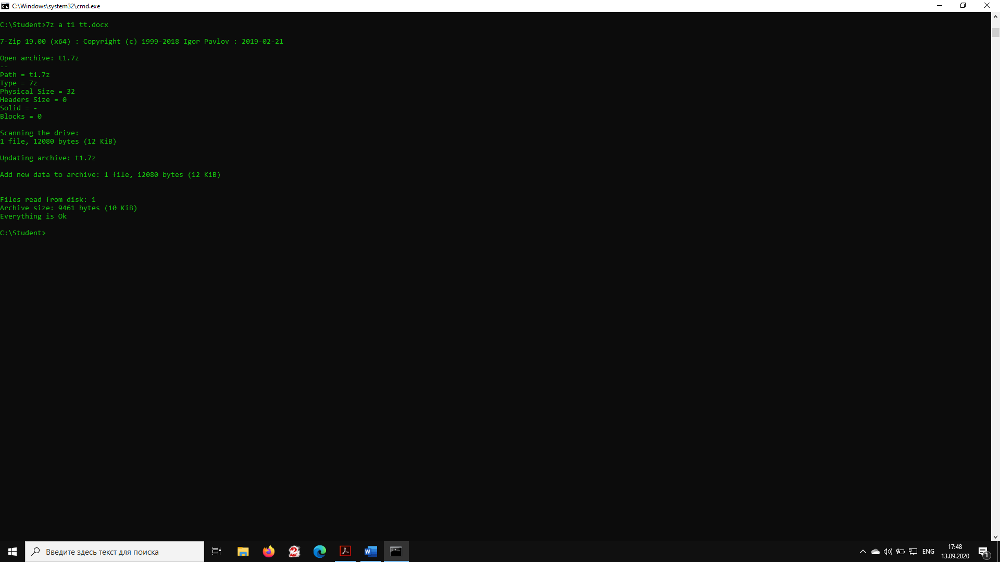 C:\Windows\system32\cmd.exe
C:\Student>7z a t1 tt.docx
7-Zip 19.00 (x64) : Copyright (c) 1999-2018 Igor Pavlov : 2019-02-21
Open archive: t1.7z
--
Path = t1.7z
Type = 7z
Physical Size = 32
Headers Size = 0
Solid = -
Blocks = 0
Scanning the drive:
1 file, 12080 bytes (12 KiB)
Updating archive: t1.7z
Add new data to archive: 1 file, 12080 bytes (12 KiB)
Files read from disk: 1
Archive size: 9461 bytes (10 KiB)
Everything is Ok
C:\Student>
Введите здесь текст для поиска
ENG
17:48
13.09.2020
1